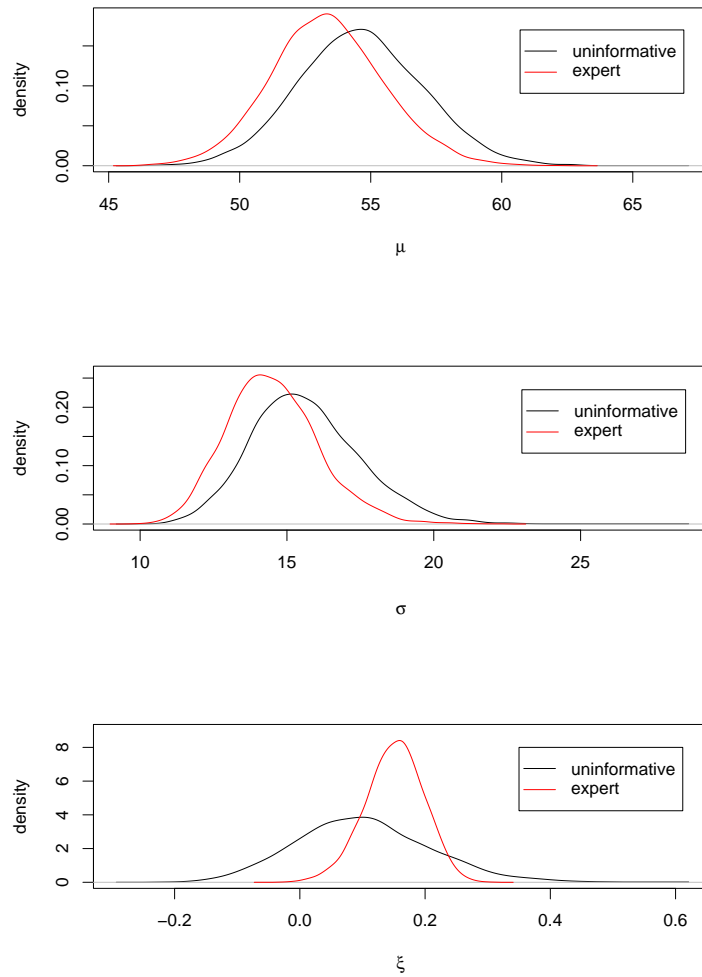 density
0.00
0.10
uninformative
expert
45
50
55
60
65
μ
density
0.00
0.10
0.20
uninformative
expert
10
15
20
25
σ
density
0
2
4
6
8
uninformative
expert
−0.2
0.0
0.2
0.4
0.6
ξ